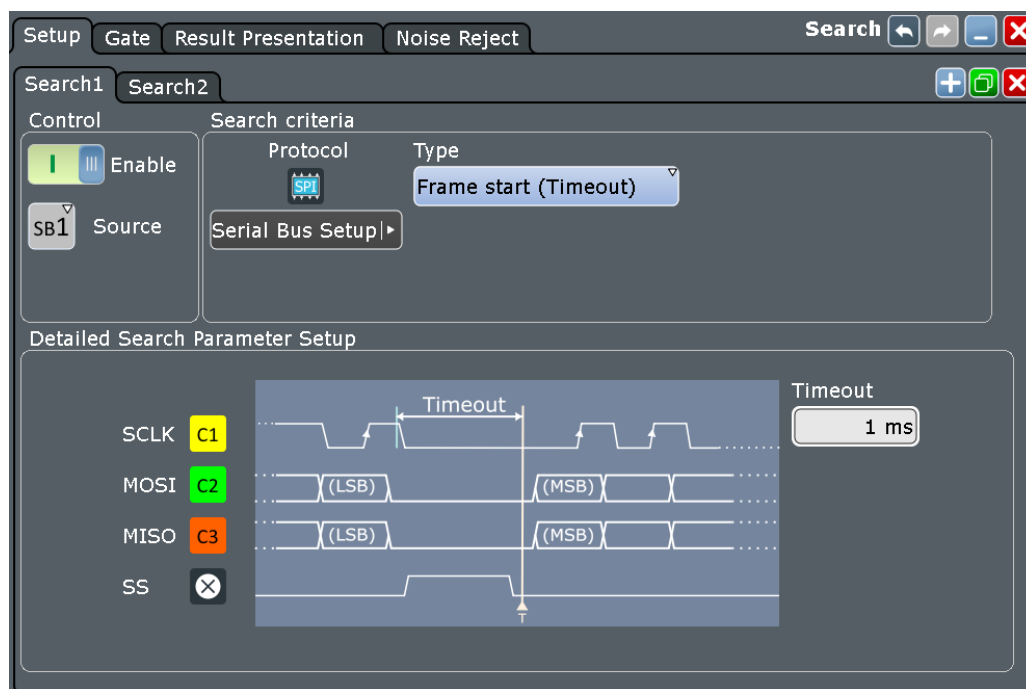 Setup Gate Result Presentation Noise Reject Search
Search1 Search2
Control Search criteria
Protocol Type
I Enable
SPI
Frame start (Timeout)
SB1 Source
Serial Bus Setup
Detailed Search Parameter Setup
Timeout
Timeout
SCLK C1
1 ms
MOSI C2 (LSB) (MSB)
MISO C3 (LSB) (MSB)
SS
T